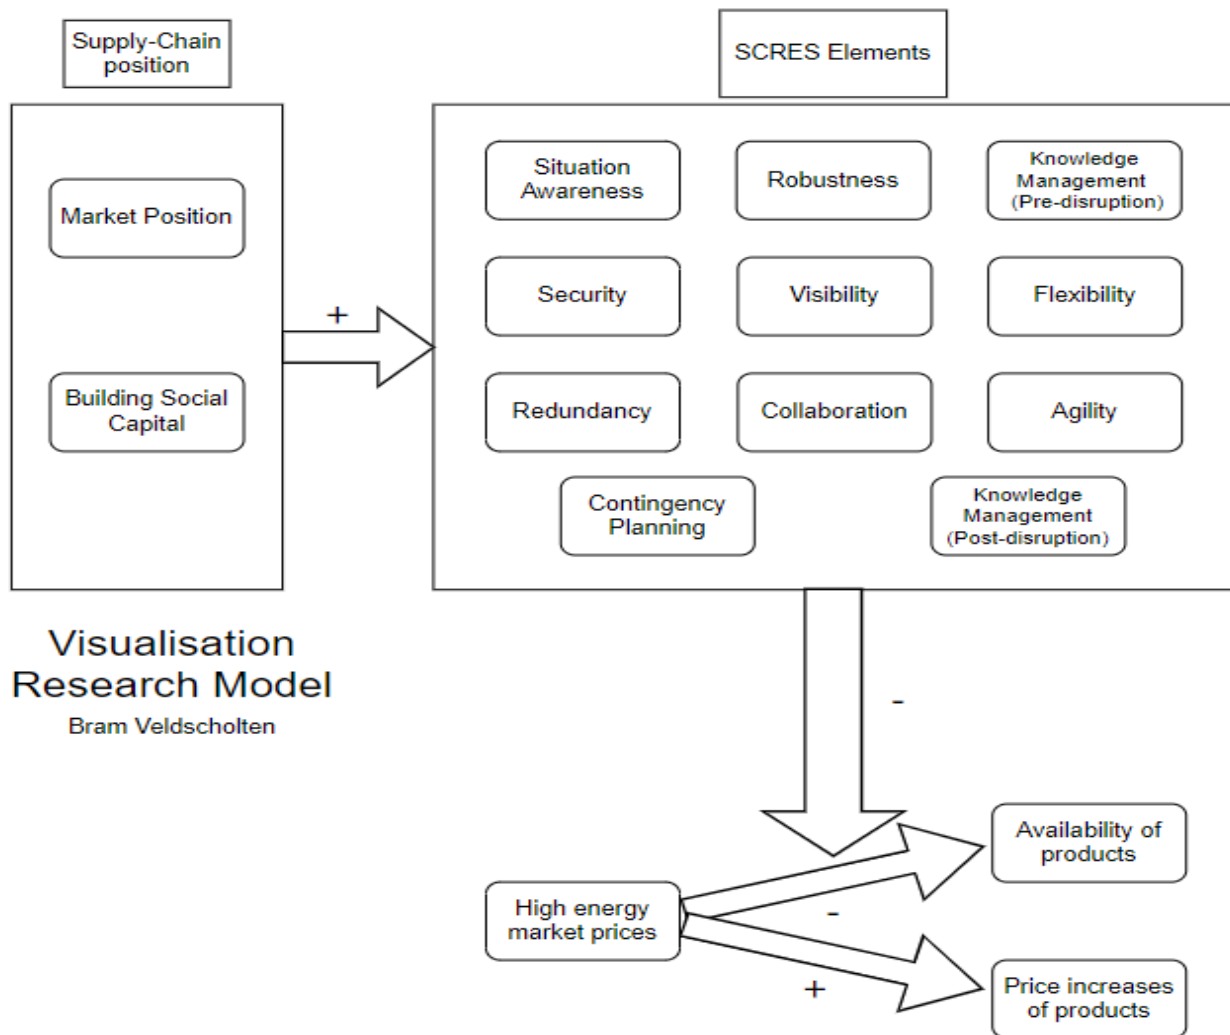 Supply-Chain
position
SCRES Elements
Market Position
Building Social
Capital
+
Situation
Awareness
Robustness
Knowledge
Management
(Pre-disruption)
Security
Visibility
Flexibility
Redundancy
Collaboration
Agility
Contingency
Planning
Knowledge
Management
(Post-disruption)
Visualisation
Research Model
Bram Veldscholten
-
High energy
market prices
-
+
Availability of
products
Price increases
of products